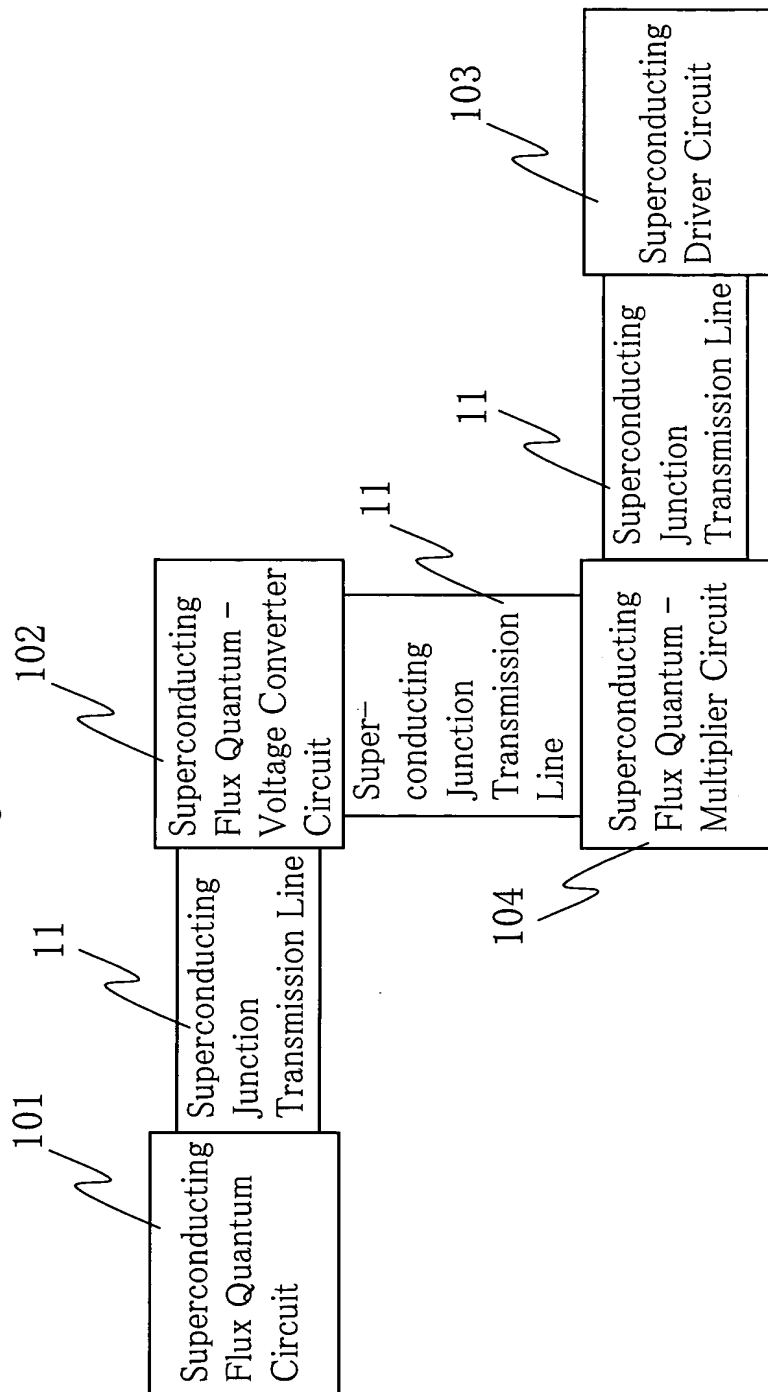 101
Superconducting
Flux Quantum
Circuit
11
Superconducting
Junction
Transmission Line
102
Superconducting
Flux Quantum -
Voltage Converter
Circuit
11
Super-
conducting
Junction
Transmission
Line
104
Superconducting
Flux Quantum -
Multiplier Circuit
11
Superconducting
Junction
Transmission Line
103
Superconducting
Driver Circuit